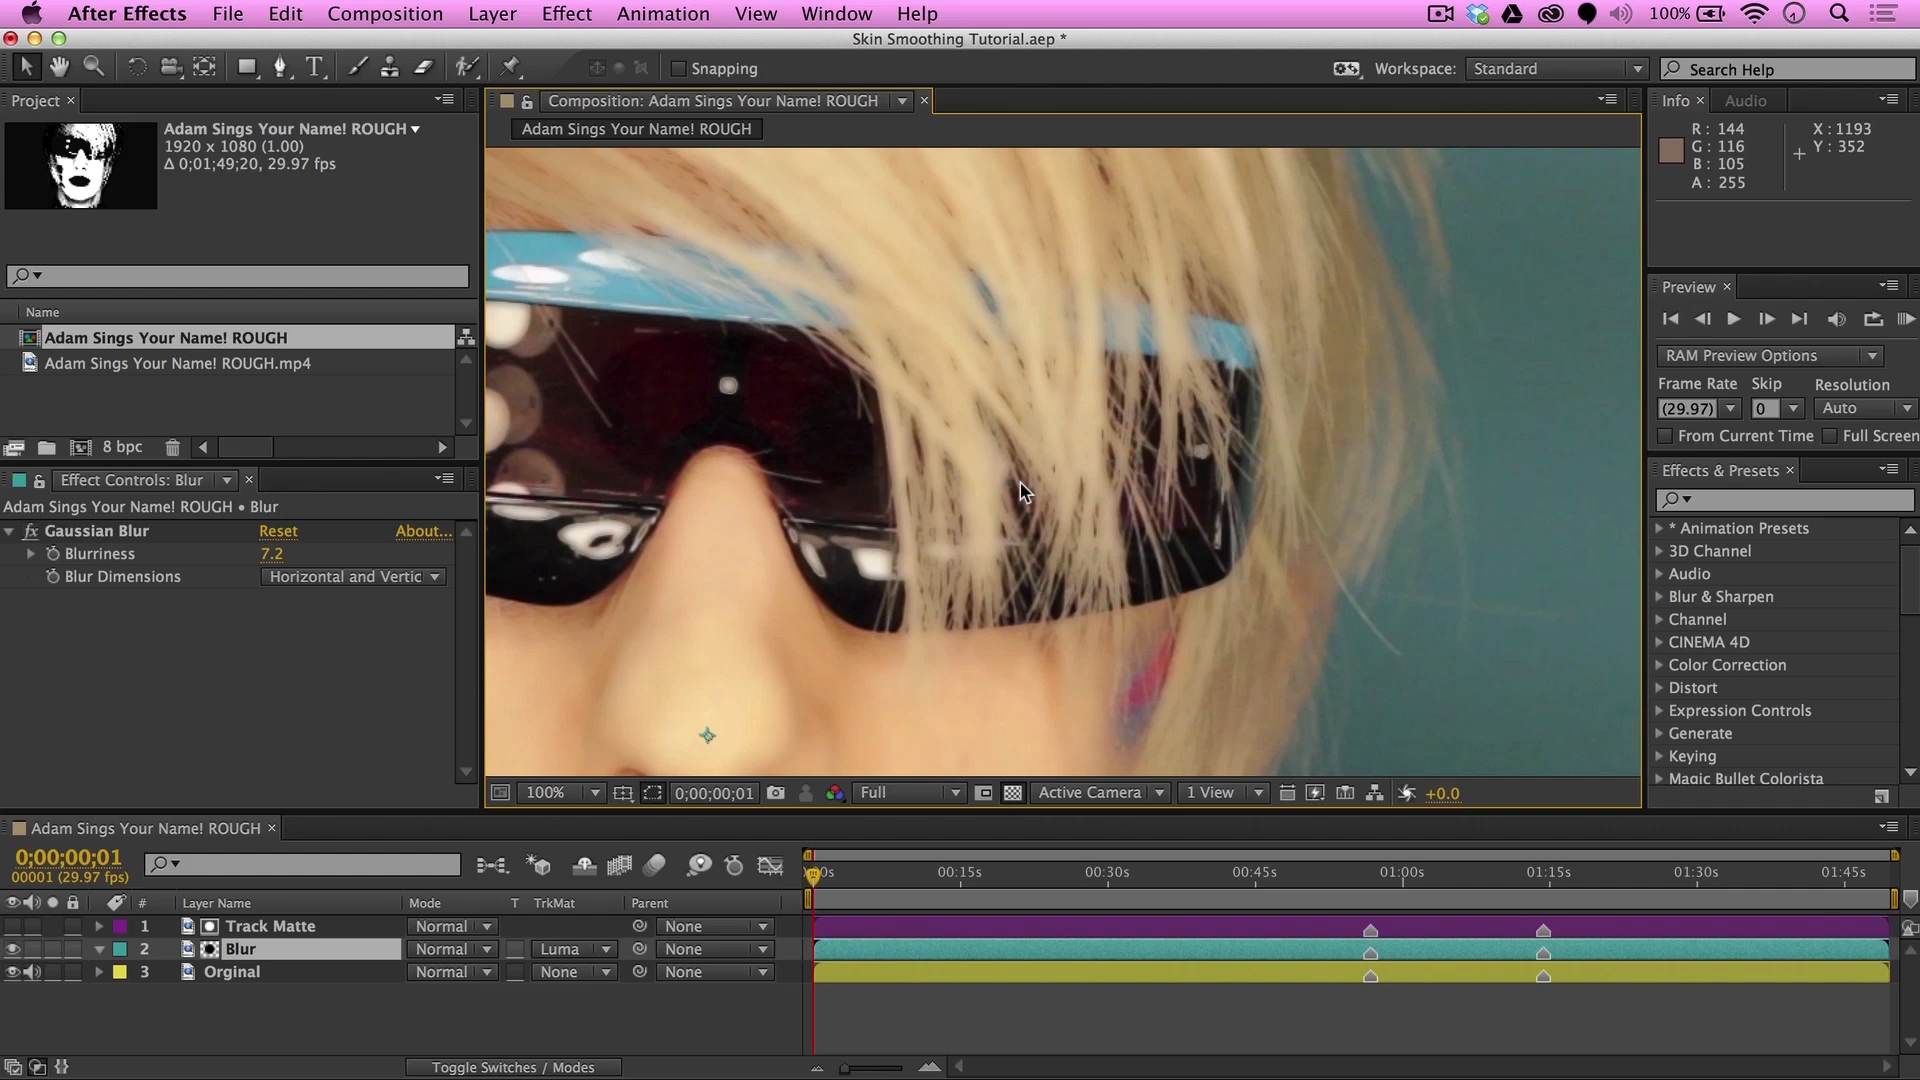 After Effects File Edit Composition Layer Effect Animation View Window Help 100%
Skin Smoothing Tutorial.aep *
Snapping Workspace: Standard Search Help
Project ×
Adam Sings Your Name! ROUGH
1920 x 1080 (1.00)
Δ 0;01;49;20, 29.97 fps
Name
Adam Sings Your Name! ROUGH
Adam Sings Your Name! ROUGH.mp4
8 bpc
Effect Controls: Blur ×
Adam Sings Your Name! ROUGH • Blur
fx Gaussian Blur Reset About...
Blurriness 7.2
Blur Dimensions Horizontal and Vertic
Composition: Adam Sings Your Name! ROUGH ×
Adam Sings Your Name! ROUGH
100% 0;00;00;01 Full Active Camera 1 View +0.0
Info × Audio
R : 144 X : 1193
G : 116 Y : 352
B : 105
A : 255
Preview ×
RAM Preview Options
Frame Rate Skip Resolution
(29.97) 0 Auto
From Current Time Full Screen
Effects & Presets ×
* Animation Presets
3D Channel
Audio
Blur & Sharpen
Channel
CINEMA 4D
Color Correction
Distort
Expression Controls
Generate
Keying
Magic Bullet Colorista
Adam Sings Your Name! ROUGH ×
0;00;00;01
00001 (29.97 fps)
00:15s 00:30s 00:45s 01:00s 01:15s 01:30s 01:45s
# Layer Name Mode T TrkMat Parent
1 Track Matte Normal None
2 Blur Normal Luma None
3 Orginal Normal None None
Toggle Switches / Modes